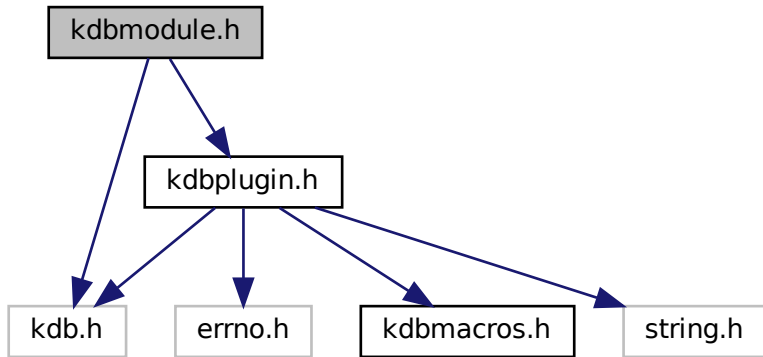 kdbmodule.h
kdbplugin.h
kdb.h
errno.h
kdbmacros.h
string.h